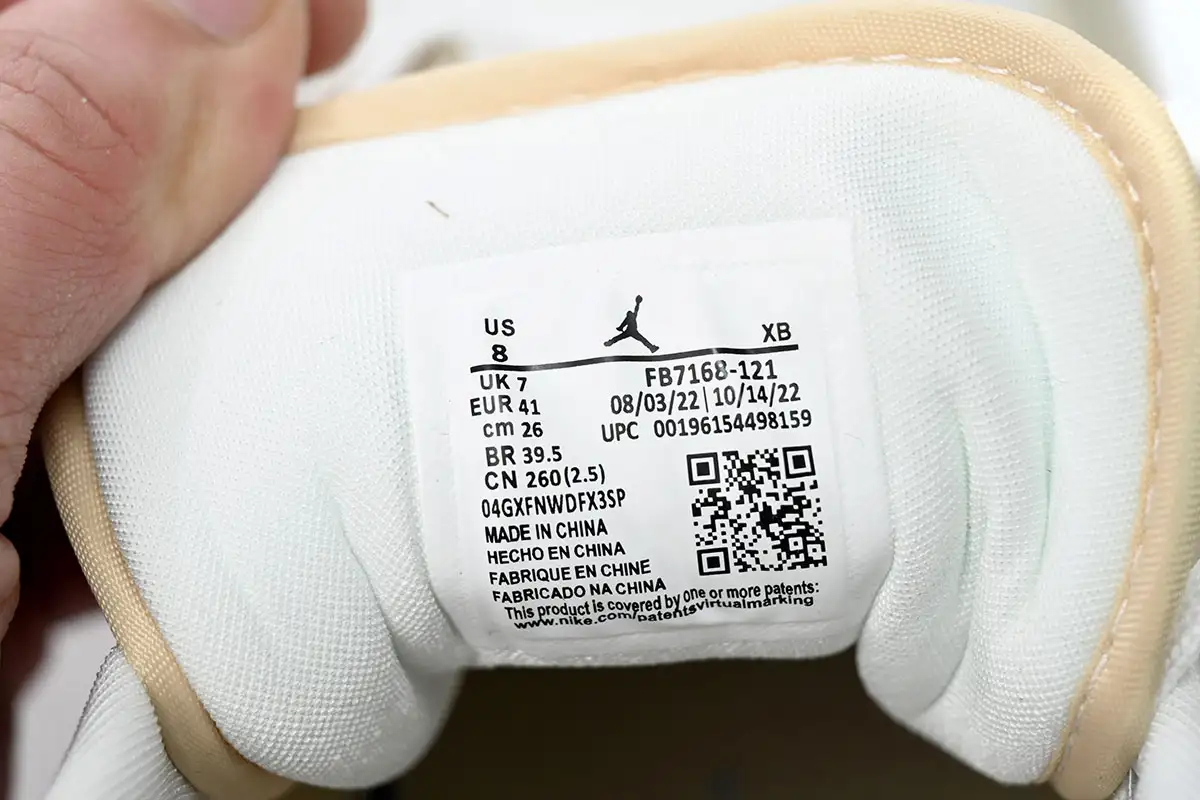 US
8
XB
UK 7
EUR 41
cm 26
BR 39.5
CN 260(2.5)
FB7168-121
08/03/22|10/14/22
UPC 00196154498159
04GXFNWDFX3SP
MADE IN CHINA
HECHO EN CHINA
FABRIQUE EN CHINE
FABRICADO NA CHINA
This product is covered by one or more patents:
www.nike.com/patentsvirtualmarking